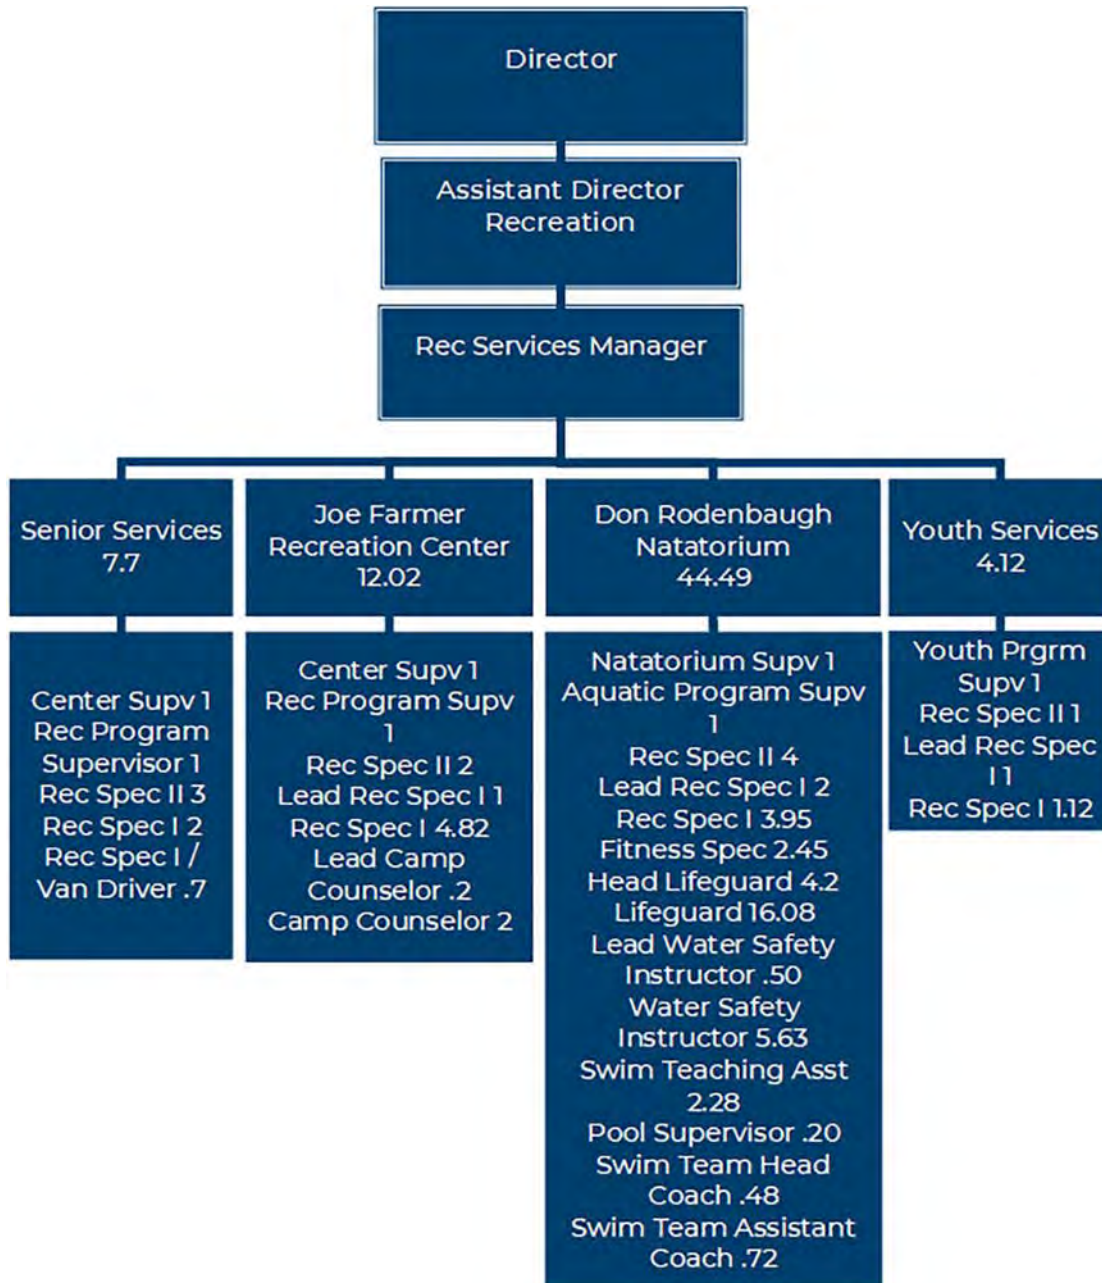 Director
Assistant Director
Recreation
Rec Services Manager
Senior Services
7.7
Joe Farmer
Recreation Center
12.02
Don Rodenbaugh
Natatorium
44.49
Youth Services
4.12
Center Supv 1
Rec Program
Supervisor 1
Rec Spec II 3
Rec Spec I 2
Rec Spec I /
Van Driver .7
Center Supv 1
Rec Program Supv
1
Rec Spec II 2
Lead Rec Spec I 1
Rec Spec I 4.82
Lead Camp
Counselor .2
Camp Counselor 2
Natatorium Supv 1
Aquatic Program Supv
1
Rec Spec II 4
Lead Rec Spec I 2
Rec Spec I 3.95
Fitness Spec 2.45
Head Lifeguard 4.2
Lifeguard 16.08
Lead Water Safety
Instructor .50
Water Safety
Instructor 5.63
Swim Teaching Asst
2.28
Pool Supervisor .20
Swim Team Head
Coach .48
Swim Team Assistant
Coach .72
Youth Prgrm
Supv 1
Rec Spec II 1
Lead Rec Spec
I 1
Rec Spec I 1.12